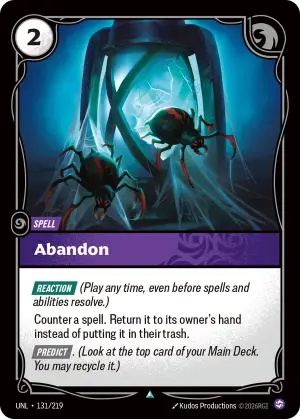 2
SPELL
Abandon
REACTION (Play any time, even before spells and
abilities resolve.)
Counter a spell. Return it to its owner's hand
instead of putting it in their trash.
PREDICT. (Look at the top card of your Main Deck.
You may recycle it.)
UNL • 131/219
Kudos Productions ©2026RGI